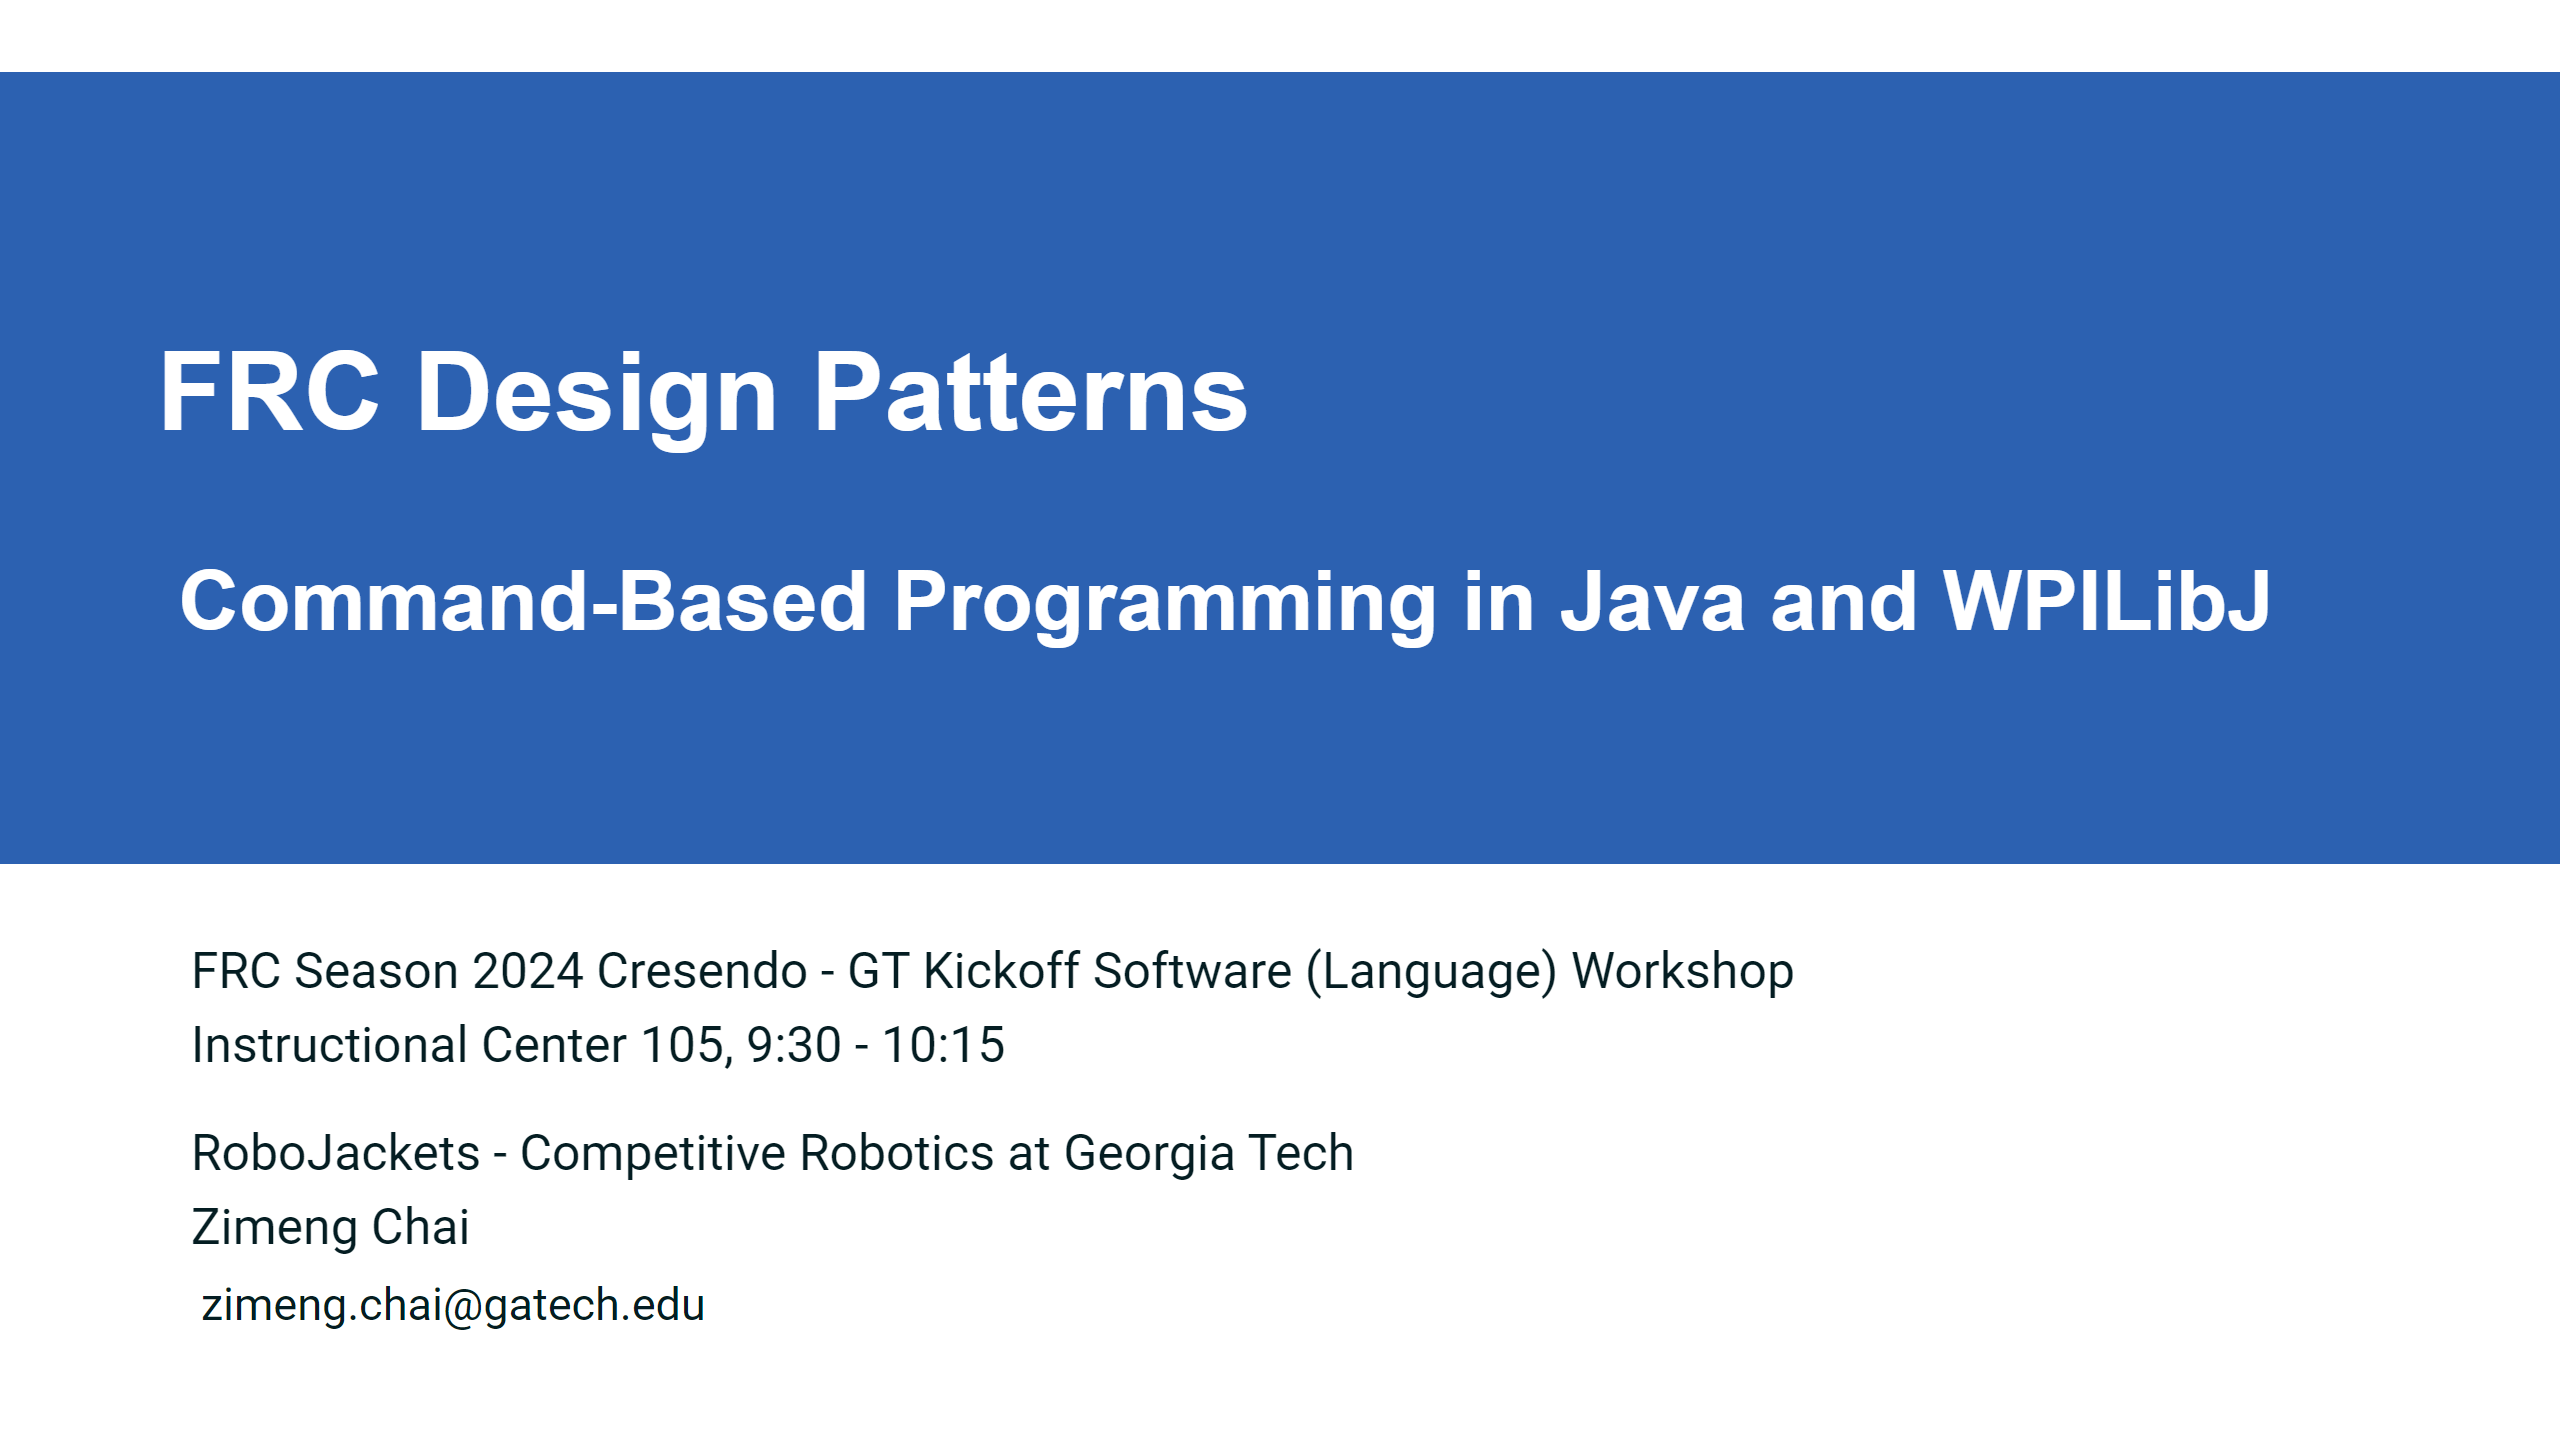 FRC Design Patterns
Command-Based Programming in Java and WPILibJ
FRC Season 2024 Cresendo - GT Kickoff Software (Language) Workshop
Instructional Center 105, 9:30 - 10:15
RoboJackets - Competitive Robotics at Georgia Tech
Zimeng Chai
zimeng.chai@gatech.edu